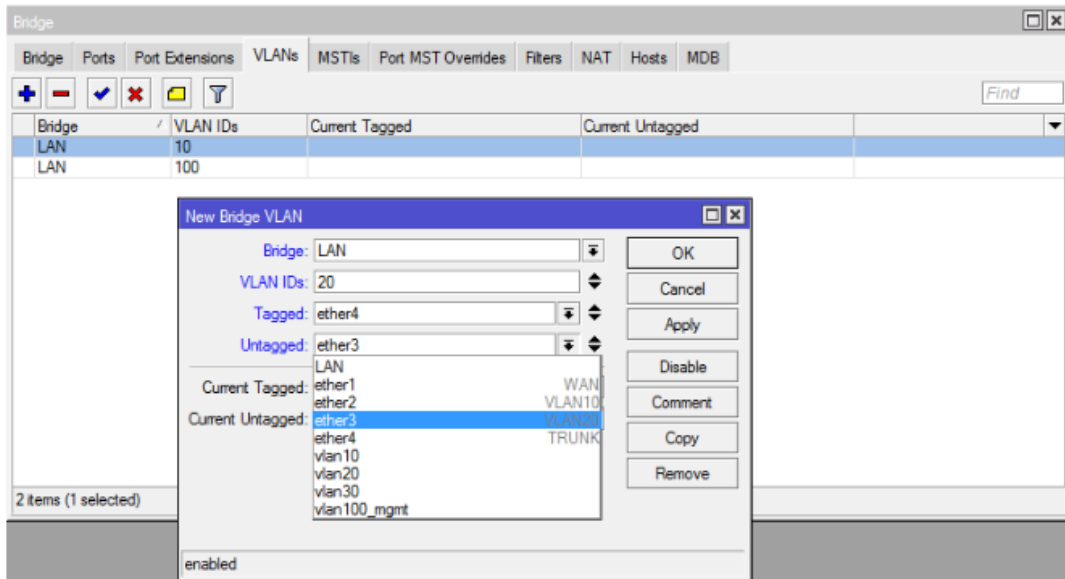 Bridge
Bridge Ports Port Extensions VLANs MSTIs Port MST Overrides Filters NAT Hosts MDB
Find
Bridge VLAN IDs Current Tagged Current Untagged
LAN 10
LAN 100
New Bridge VLAN
Bridge: LAN OK
VLAN IDs: 20 Cancel
Tagged: ether4 Apply
Untagged: ether3
LAN Disable
Current Tagged: ether1 WAN
ether2 VLAN10 Comment
Current Untagged: ether3 VLAN20
ether4 TRUNK Copy
vlan10
vlan20 Remove
vlan30
vlan100_mgmt
2 items (1 selected)
enabled